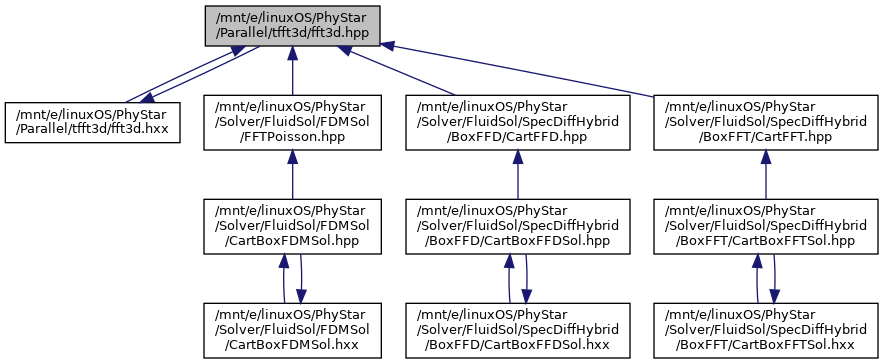 /mnt/e/linuxOS/PhyStar
/Parallel/tfft3d/fft3d.hpp
/mnt/e/linuxOS/PhyStar
/Parallel/tfft3d/fft3d.hxx
/mnt/e/linuxOS/PhyStar
/Solver/FluidSol/FDMSol
/FFTPoisson.hpp
/mnt/e/linuxOS/PhyStar
/Solver/FluidSol/SpecDiffHybrid
/BoxFFD/CartFFD.hpp
/mnt/e/linuxOS/PhyStar
/Solver/FluidSol/SpecDiffHybrid
/BoxFFT/CartFFT.hpp
/mnt/e/linuxOS/PhyStar
/Solver/FluidSol/FDMSol
/CartBoxFDMSol.hpp
/mnt/e/linuxOS/PhyStar
/Solver/FluidSol/SpecDiffHybrid
/BoxFFD/CartBoxFFDSol.hpp
/mnt/e/linuxOS/PhyStar
/Solver/FluidSol/SpecDiffHybrid
/BoxFFT/CartBoxFFTSol.hpp
/mnt/e/linuxOS/PhyStar
/Solver/FluidSol/FDMSol
/CartBoxFDMSol.hxx
/mnt/e/linuxOS/PhyStar
/Solver/FluidSol/SpecDiffHybrid
/BoxFFD/CartBoxFFDSol.hxx
/mnt/e/linuxOS/PhyStar
/Solver/FluidSol/SpecDiffHybrid
/BoxFFT/CartBoxFFTSol.hxx